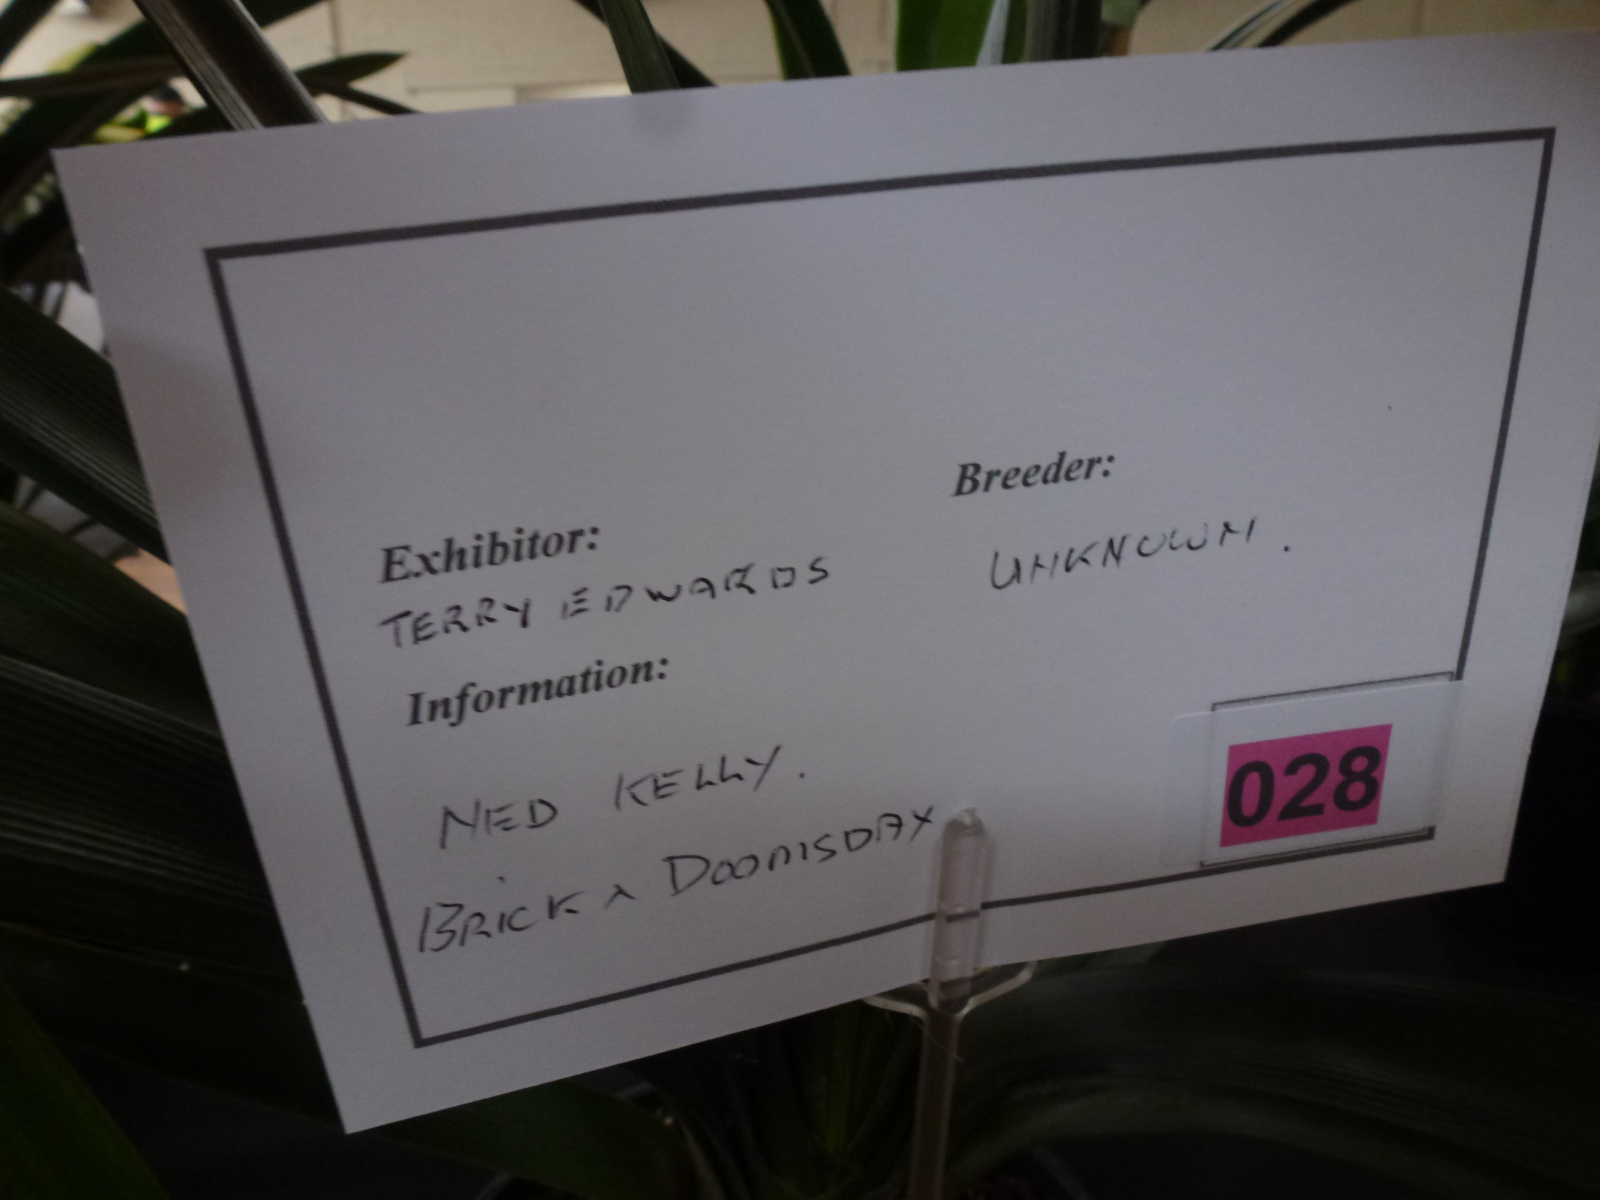 Exhibitor:
TERRY EDWARDS
Breeder:
UNKNOWN.
Information:
NED KELLY.
BRICK x DOOMSDAY
028